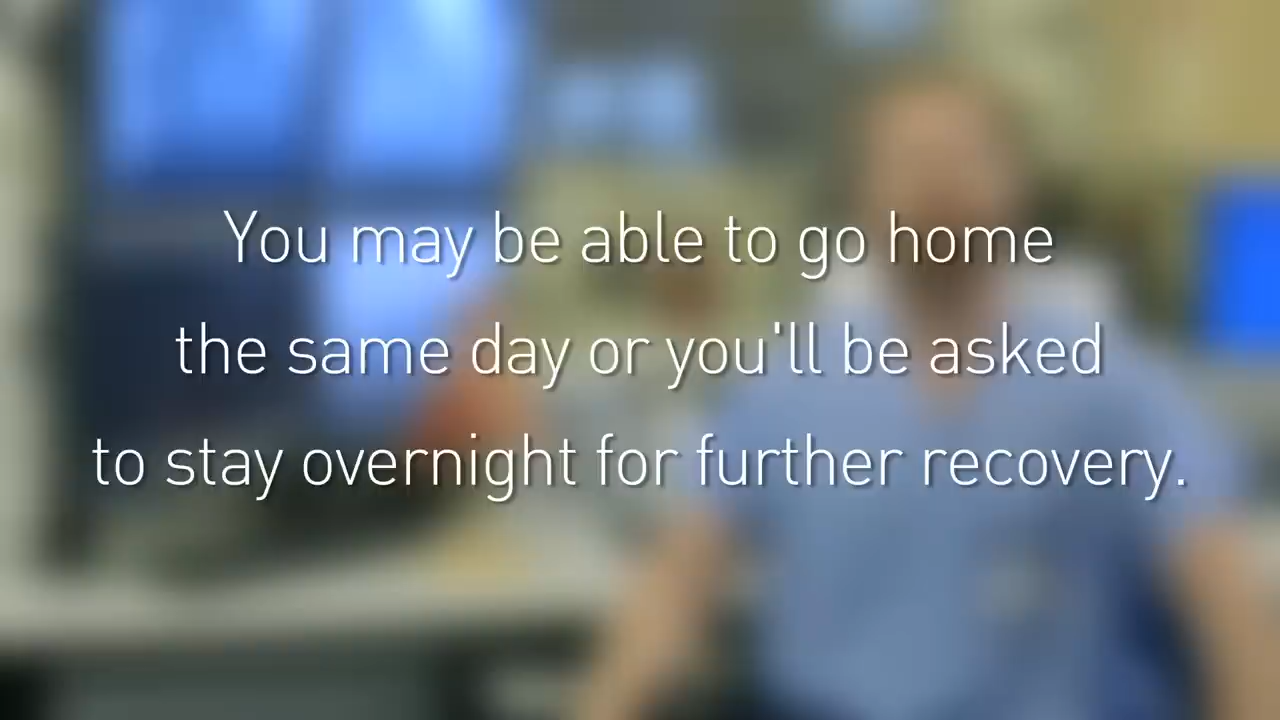 You may be able to go home
the same day or you'll be asked
to stay overnight for further recovery.